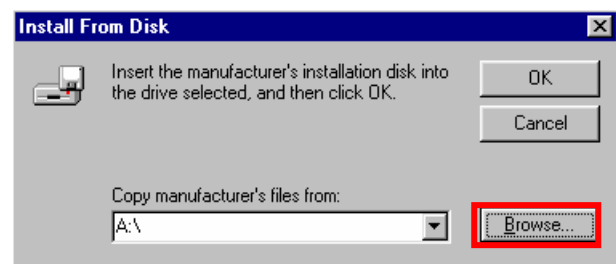 Install From Disk
Insert the manufacturer's installation disk into
the drive selected, and then click OK.
OK
Cancel
Copy manufacturer's files from:
A:\
Browse...